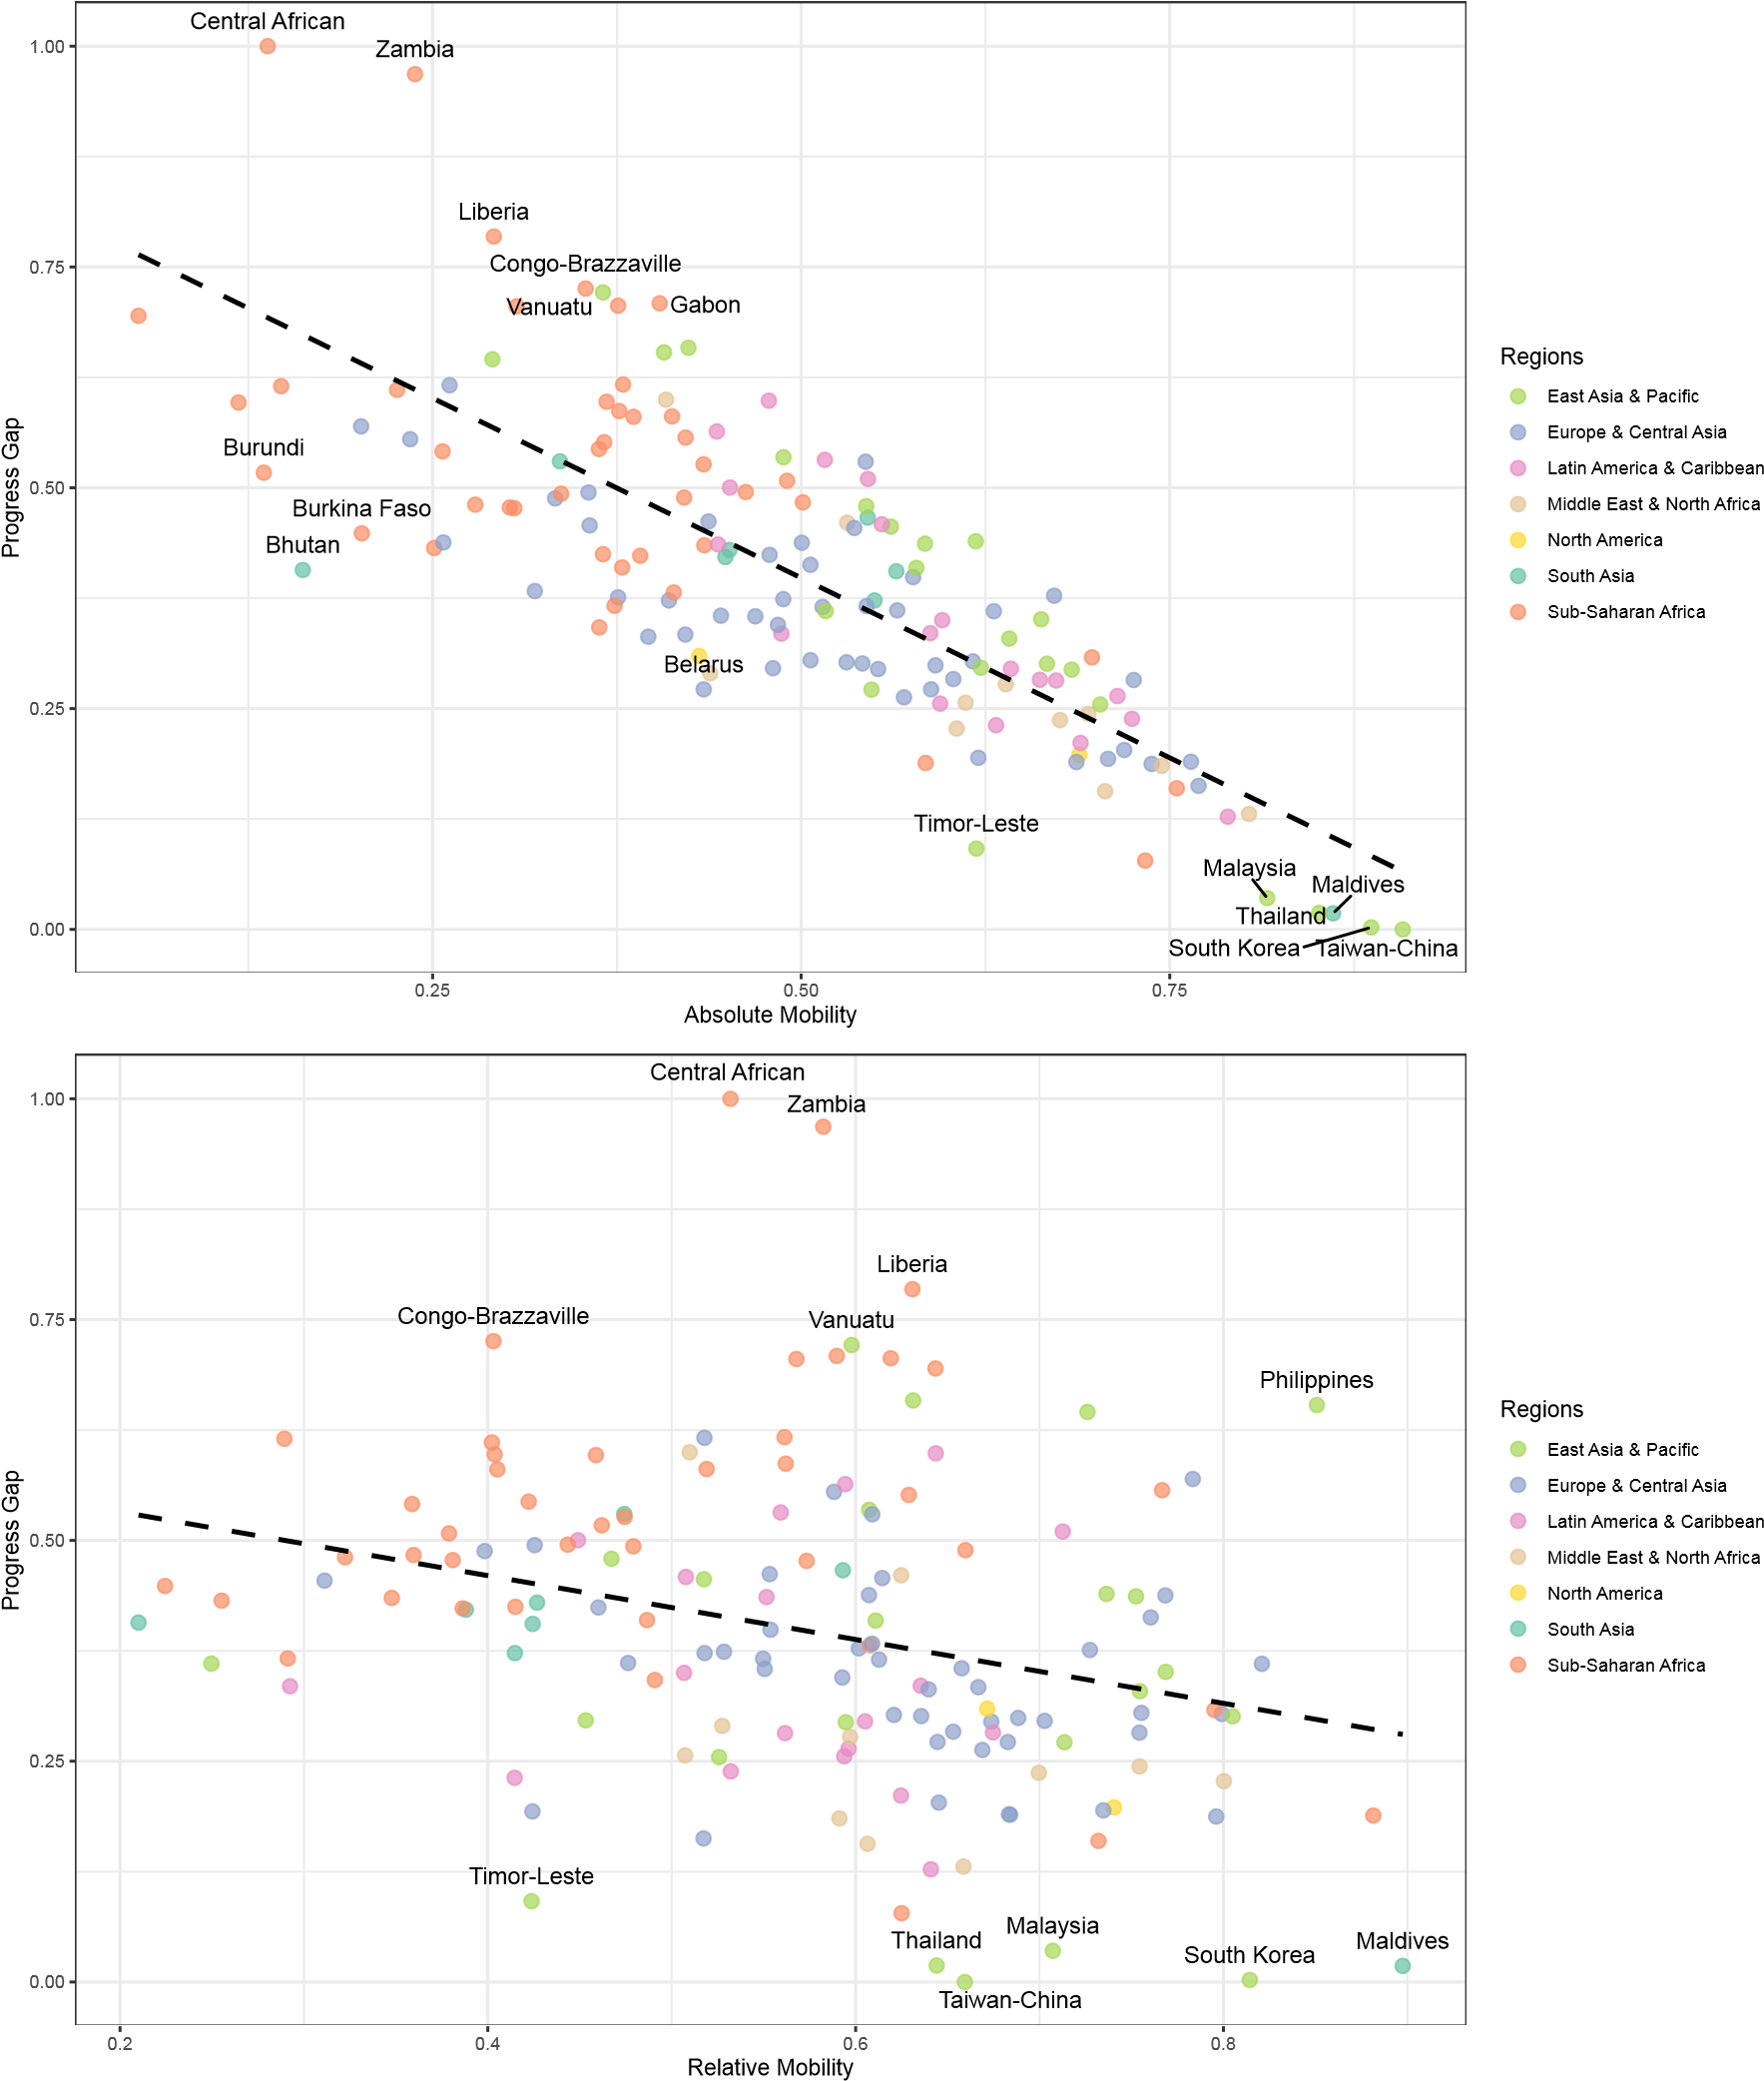 Central African
Zambia
1.00
Liberia
Congo-Brazzaville
0.75
Vanuatu
Gabon
Burundi
0.50
Burkina Faso
Bhutan
Belarus
0.25
Timor-Leste
Malaysia
Maldives
Thailand
0.00
South Korea
Taiwan-China
Progress Gap
0.25
0.50
0.75
Absolute Mobility
Regions
East Asia & Pacific
Europe & Central Asia
Latin America & Caribbean
Middle East & North Africa
North America
South Asia
Sub-Saharan Africa
Central African
Zambia
1.00
Liberia
Congo-Brazzaville
Vanuatu
0.75
Philippines
0.50
0.25
Timor-Leste
Malaysia
Thailand
South Korea
Maldives
0.00
Taiwan-China
Progress Gap
0.2
0.4
0.6
0.8
Relative Mobility
Regions
East Asia & Pacific
Europe & Central Asia
Latin America & Caribbean
Middle East & North Africa
North America
South Asia
Sub-Saharan Africa